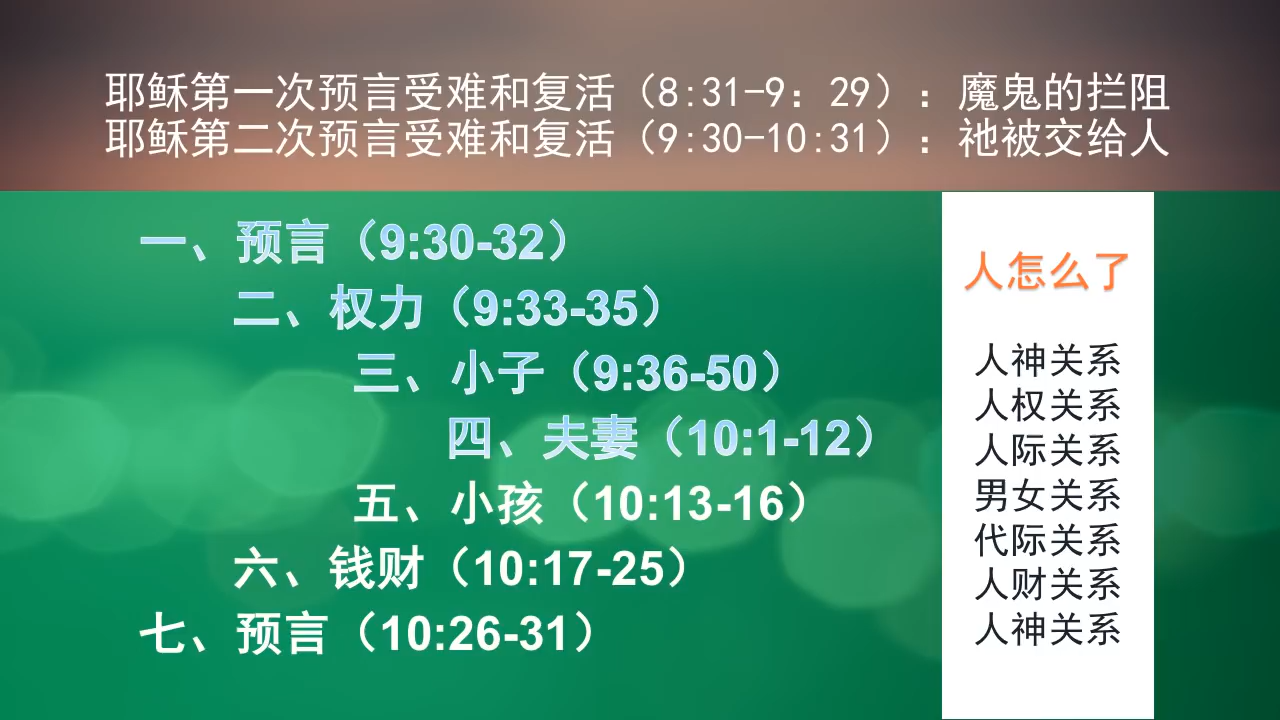 耶稣第一次预言受难和复活（8:31-9：29）：魔鬼的拦阻
耶稣第二次预言受难和复活（9:30-10:31）：祂被交给人
一、预言（9:30-32）
二、权力（9:33-35）
三、小子（9:36-50）
四、夫妻（10:1-12）
五、小孩（10:13-16）
六、钱财（10:17-25）
七、预言（10:26-31）
人怎么了
人神关系
人权关系
人际关系
男女关系
代际关系
人财关系
人神关系